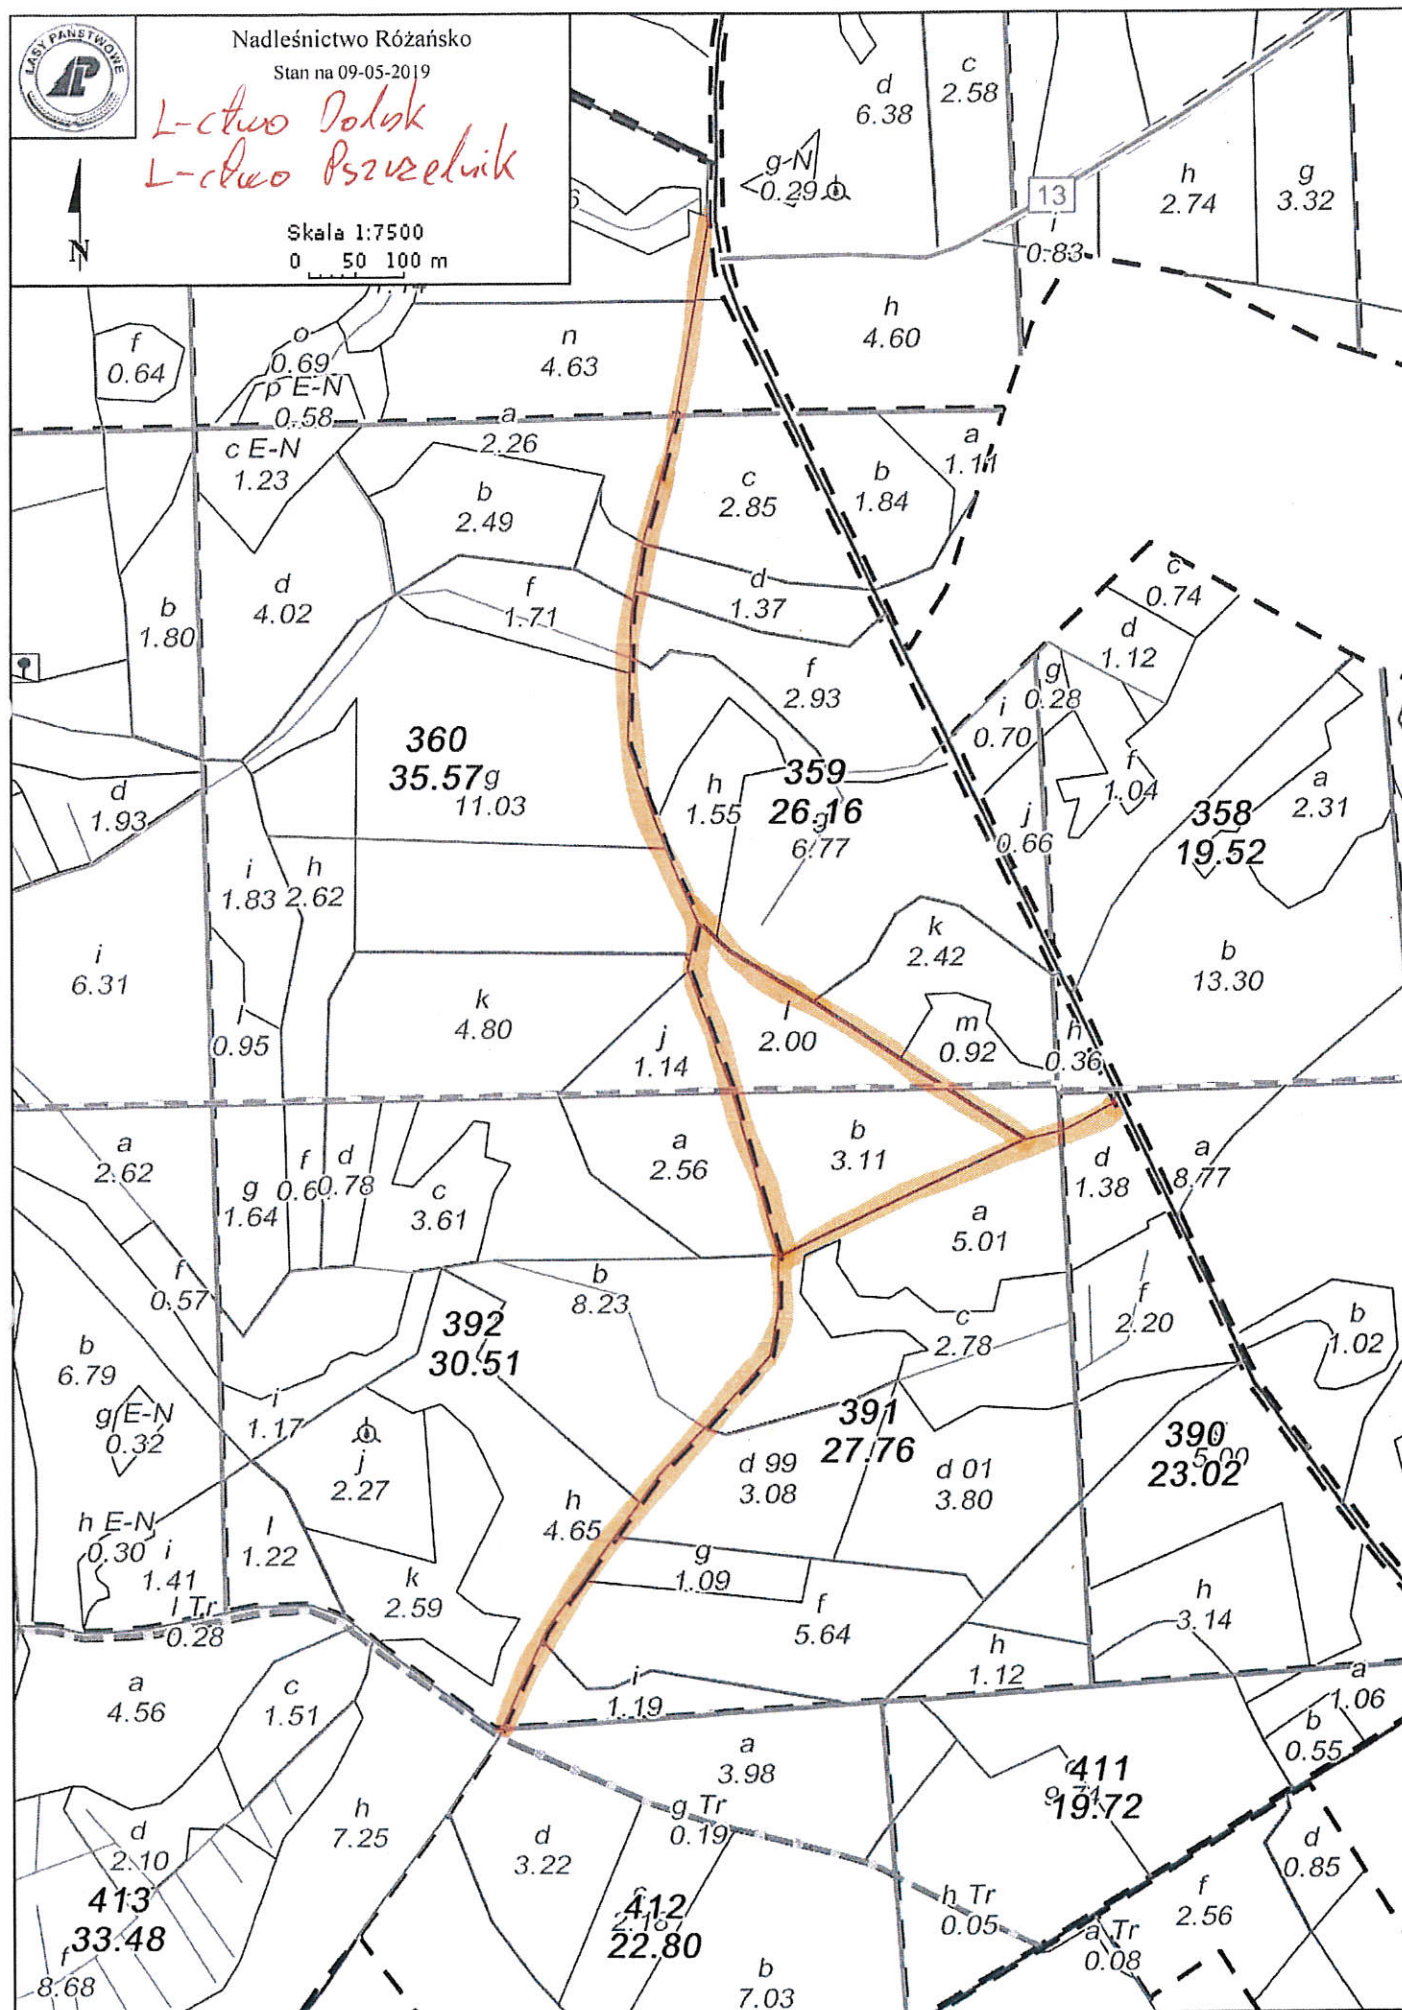 LASY PAŃSTWOWE
Nadleśnictwo Różańsko
Stan na 09-05-2019
L-ctwo Dolsk
L-ctwo Pszczelnik
Skala 1:7500
0 50 100 m
N
d
6.38
c
2.58
g-N
0.29
13
h
2.74
g
3.32
0.83
f
0.64
o
0.69
p E-N
0.58
n
4.63
h
4.60
c E-N
1.23
a
2.26
b
2.49
c
2.85
b
1.84
a
1.11
b
1.80
d
4.02
f
1.71
d
1.37
c
0.74
d
1.12
f
2.93
g
0.28
i
0.70
360
35.57
g
11.03
h
1.55
359
26.16
g
6.77
f
1.04
j
0.66
358
19.52
a
2.31
d
1.93
i
1.83
h
2.62
i
6.31
l
0.95
k
4.80
j
1.14
l
2.00
k
2.42
m
0.92
h
0.36
b
13.30
a
2.62
g
1.64
f
0.6
d
0.78
c
3.61
a
2.56
b
3.11
d
1.38
a
8.77
a
5.01
f
0.57
b
8.23
c
2.78
f
2.20
b
1.02
b
6.79
392
30.51
g E-N
0.32
i
1.17
j
2.27
391
27.76
390
23.02
5.00
d 99
3.08
d 01
3.80
h
4.65
h E-N
0.30
i
1.41
l
1.22
k
2.59
g
1.09
f
5.64
h
3.14
l Tr
0.28
h
1.12
i
1.19
a
4.56
c
1.51
a
1.06
b
0.55
a
3.98
411
19.72
h
7.25
g Tr
0.19
d
3.22
d
2.10
d
0.85
413
33.48
f
8.68
412
22.80
h Tr
0.05
a Tr
0.08
f
2.56
b
7.03